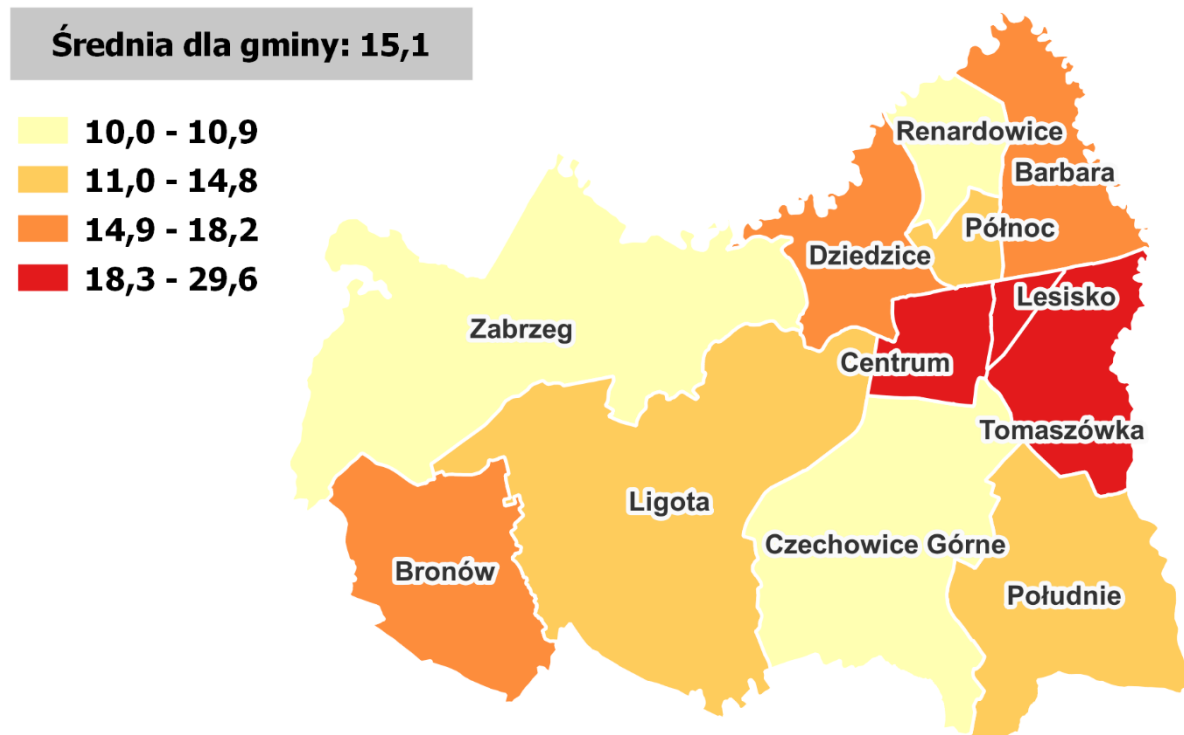 Średnia dla gminy: 15,1
10,0 - 10,9
11,0 - 14,8
14,9 - 18,2
18,3 - 29,6
Renardowice
Barbara
Północ
Dziedzice
Lesisko
Zabrzeg
Centrum
Tomaszówka
Ligota
Czechowice Górne
Bronów
Południe